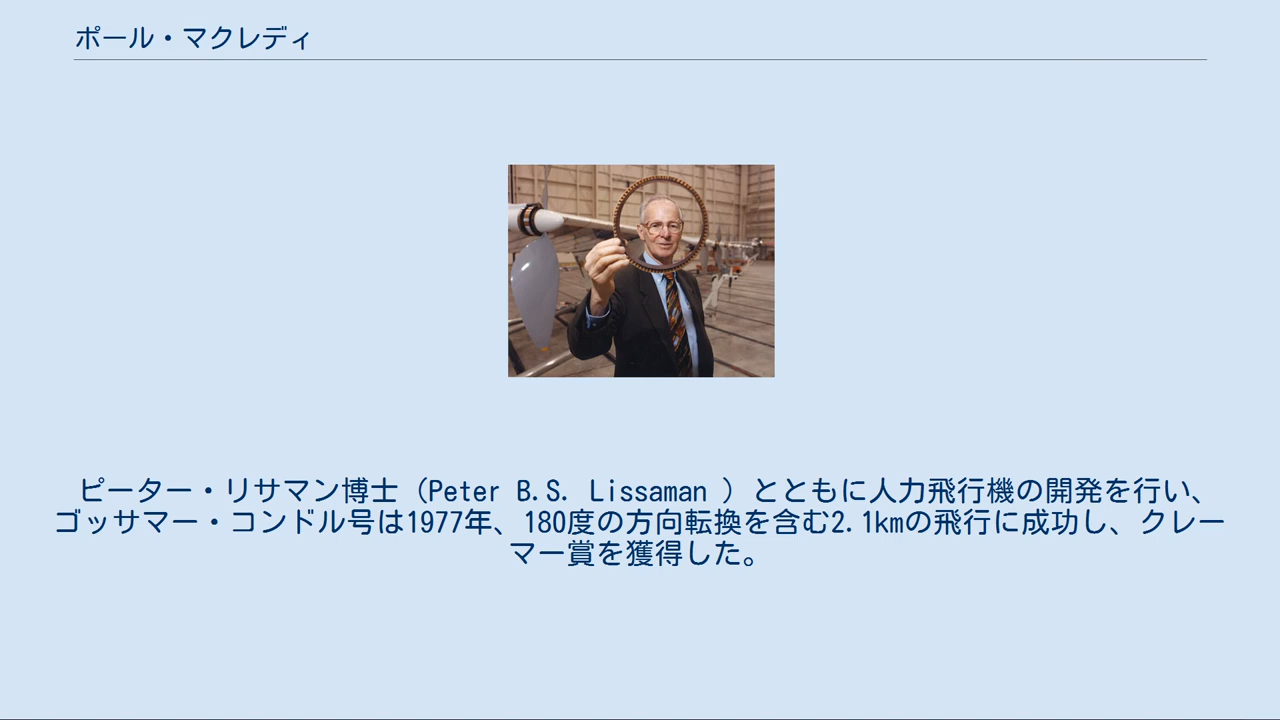 ポール・マクレディ
ピーター・リサマン博士（Peter B.S. Lissaman ）とともに人力飛行機の開発を行い、
ゴッサマー・コンドル号は1977年、180度の方向転換を含む2.1kmの飛行に成功し、クレー
マー賞を獲得した。